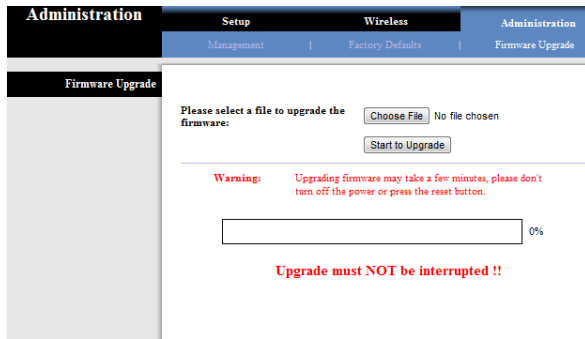 Administration
Setup Wireless Administration
Management | Factory Defaults | Firmware Upgrade
Firmware Upgrade
Please select a file to upgrade the
firmware:
Choose File No file chosen
Start to Upgrade
Warning: Upgrading firmware may take a few minutes, please don't
turn off the power or press the reset button.
0%
Upgrade must NOT be interrupted !!